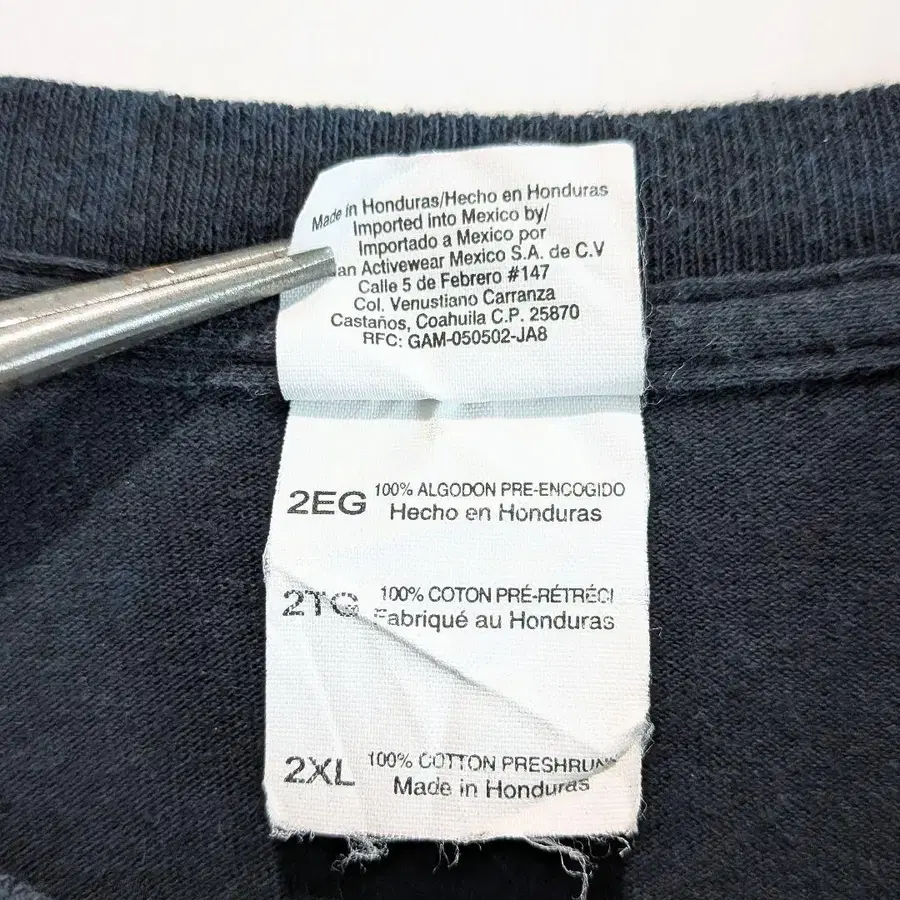 Made in Honduras/Hecho en Honduras
Imported into Mexico by/
Importado a Mexico por
Activewear Mexico S.A. de C.V
Calle 5 de Febrero #147
Col. Venustiano Carranza
Castaños, Coahuila C.P. 25870
RFC: GAM-050502-JA8
2EG 100% ALGODON PRE-ENCOGIDO
Hecho en Honduras
2TG 100% COTON PRÉ-RÉTRÉCI
Fabriqué au Honduras
2XL 100% COTTON PRESHRUNK
Made in Honduras